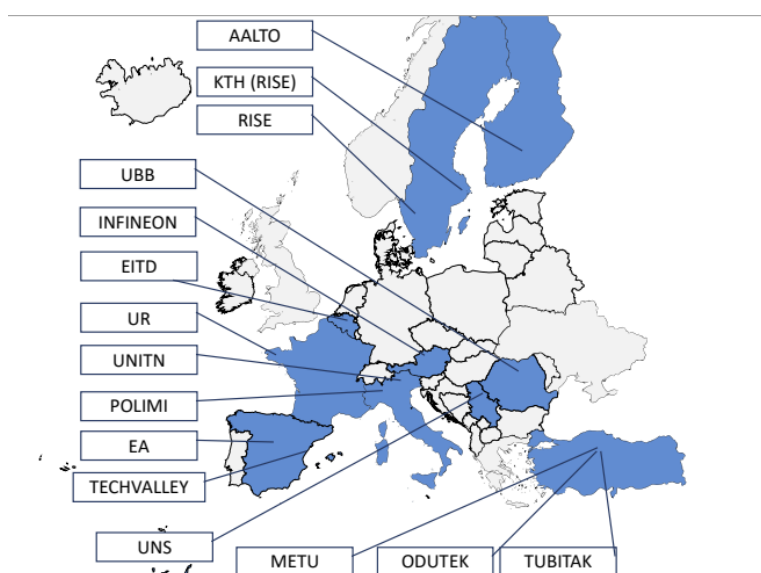 AALTO
KTH (RISE)
RISE
UBB
INFINEON
EITD
UR
UNITN
POLIMI
EA
TECHVALLEY
UNS
METU
ODUTEK
TUBITAK